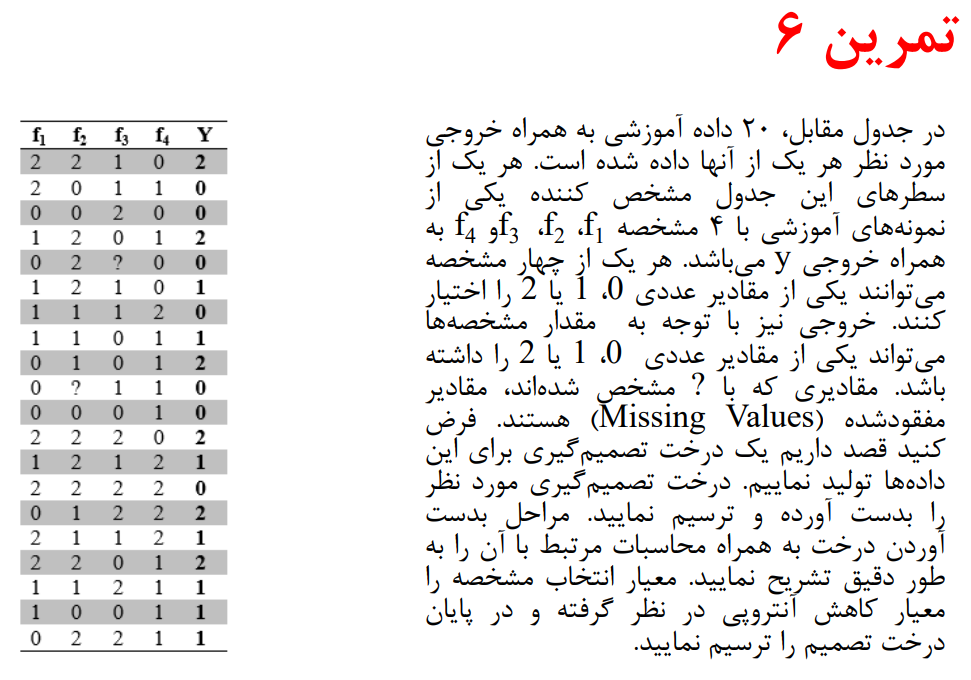 تمرین ۶
در جدول مقابل، ۲۰ داده آموزشی به همراه خروجی
مورد نظر هر یک از آنها داده شده است. هر یک از
سطرهای این جدول مشخص کننده یکی از
نمونه‌های آموزشی با ۴ مشخصه f₁، f₂، f₃و f₄ به
همراه خروجی y می‌باشد. هر یک از چهار مشخصه
می‌توانند یکی از مقادیر عددی 0، 1 یا 2 را اختیار
کنند. خروجی نیز با توجه به مقدار مشخصه‌ها
می‌تواند یکی از مقادیر عددی 0، 1 یا 2 را داشته
باشد. مقادیری که با ? مشخص شده‌اند، مقادیر
مفقودشده (Missing Values) هستند. فرض
کنید قصد داریم یک درخت تصمیم‌گیری برای این
داده‌ها تولید نماییم. درخت تصمیم‌گیری مورد نظر
را بدست آورده و ترسیم نمایید. مراحل بدست
آوردن درخت به همراه محاسبات مرتبط با آن را به
طور دقیق تشریح نمایید. معیار انتخاب مشخصه را
معیار کاهش آنتروپی در نظر گرفته و در پایان
درخت تصمیم را ترسیم نمایید.
f₁ f₂ f₃ f₄ Y
2 2 1 0 2
2 0 1 1 0
0 0 2 0 0
1 2 0 1 2
0 2 ? 0 0
1 2 1 0 1
1 1 1 2 0
1 1 0 1 1
0 1 0 1 2
0 ? 1 1 0
0 0 0 1 0
2 2 2 0 2
1 2 1 2 1
2 2 2 2 0
0 1 2 2 2
2 1 1 2 1
2 2 0 1 2
1 1 2 1 1
1 0 0 1 1
0 2 2 1 1